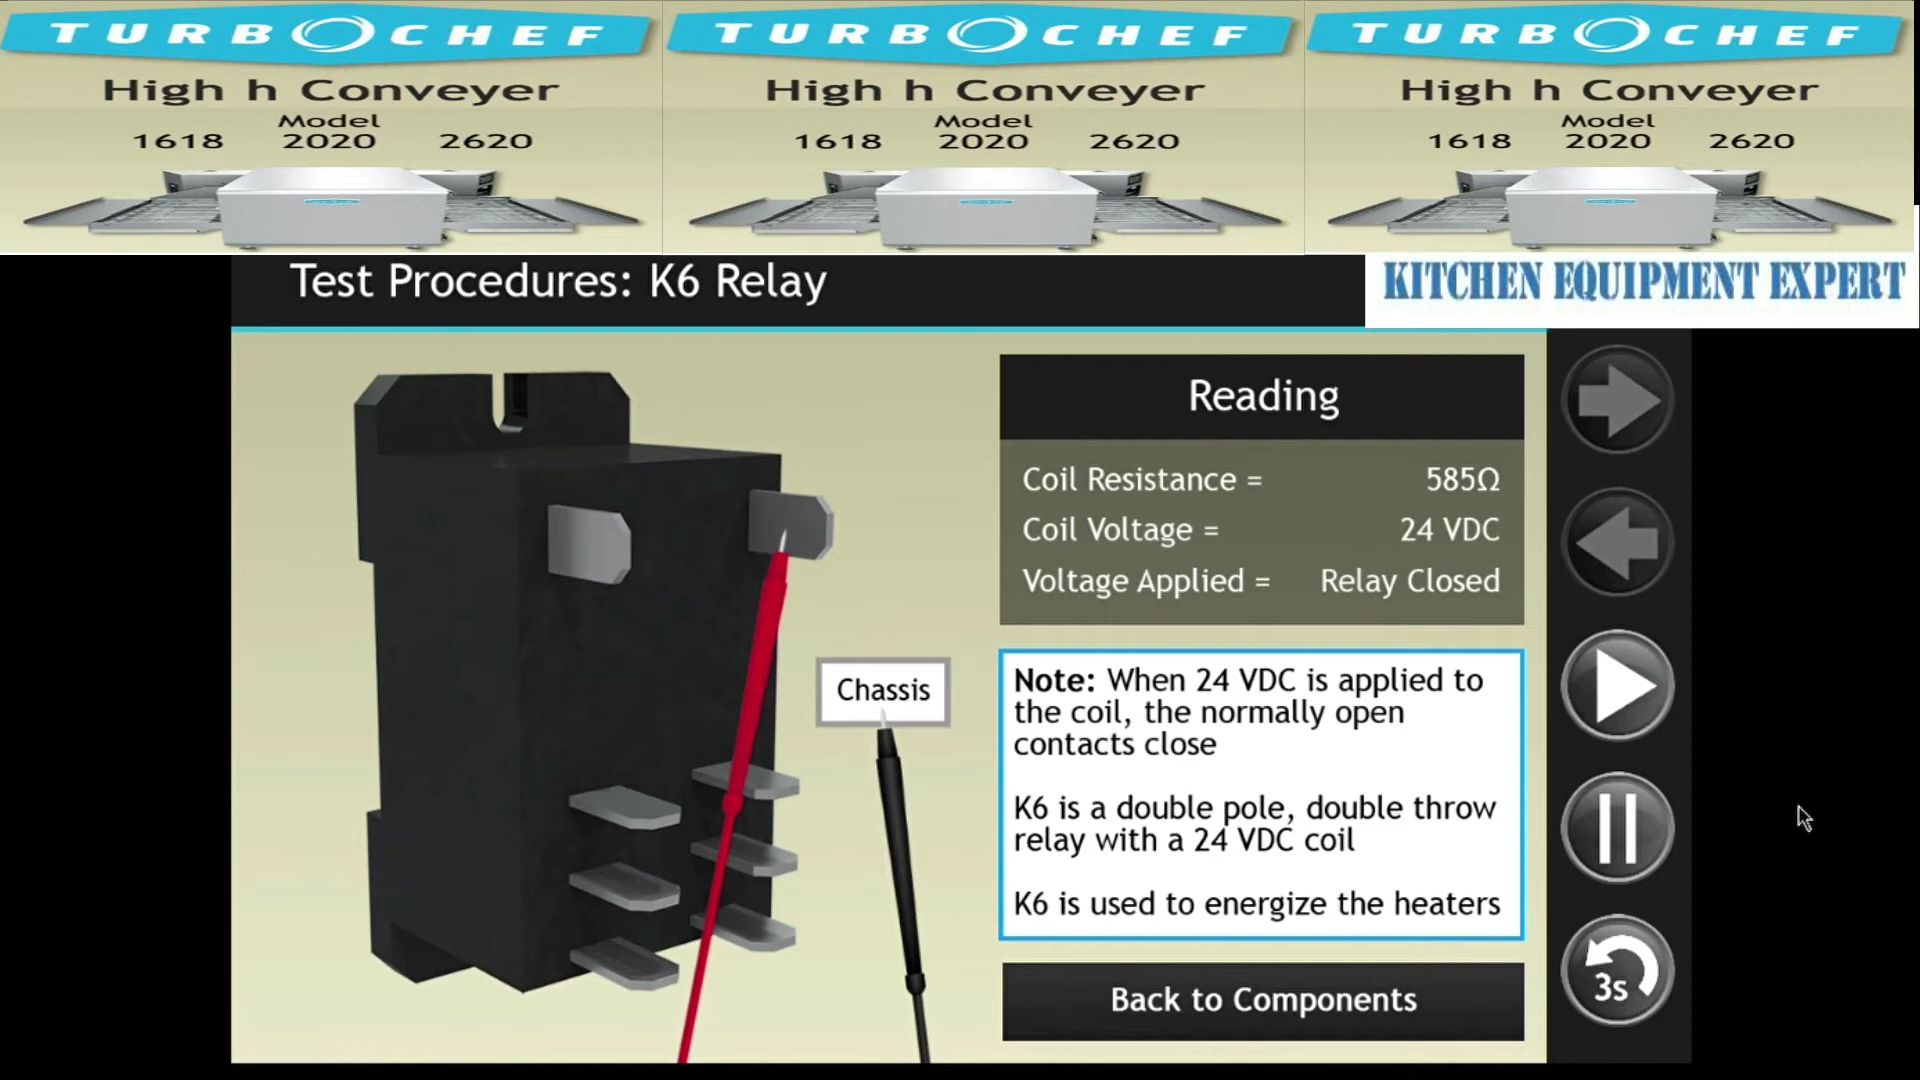 TURBOCHEF TURBOCHEF TURBOCHEF
High h Conveyer High h Conveyer High h Conveyer
Model Model Model
1618 2020 2620 1618 2020 2620 1618 2020 2620
Test Procedures: K6 Relay
KITCHEN EQUIPMENT EXPERT
Reading
Coil Resistance = 585Ω
Coil Voltage = 24 VDC
Voltage Applied = Relay Closed
Chassis
Note: When 24 VDC is applied to
the coil, the normally open
contacts close
K6 is a double pole, double throw
relay with a 24 VDC coil
K6 is used to energize the heaters
Back to Components
3s